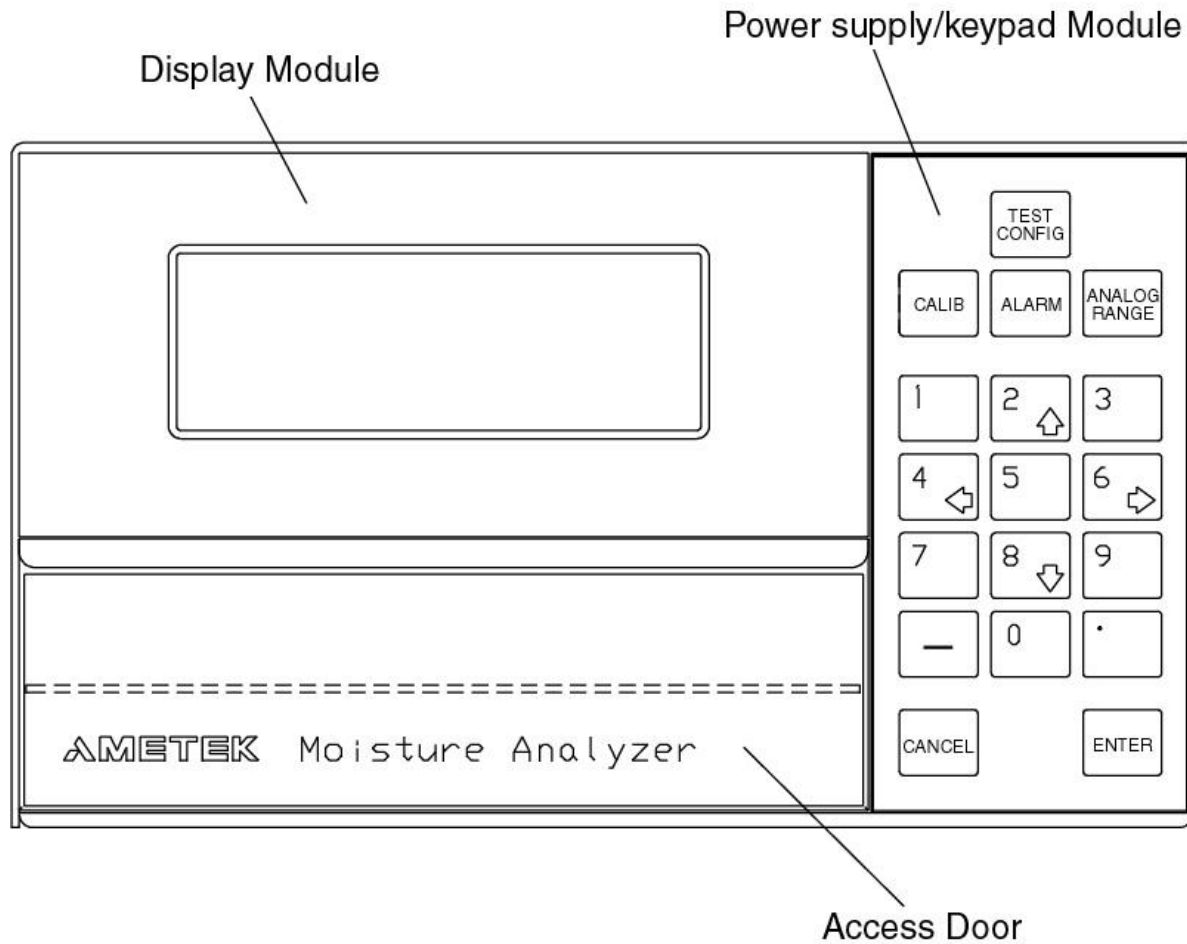 Power supply/keypad Module
Display Module
TEST
CONFIG
CALIB
ALARM
ANALOG
RANGE
1
2
3
4
5
6
7
8
9
–
0
.
CANCEL
ENTER
AMETEK Moisture Analyzer
Access Door